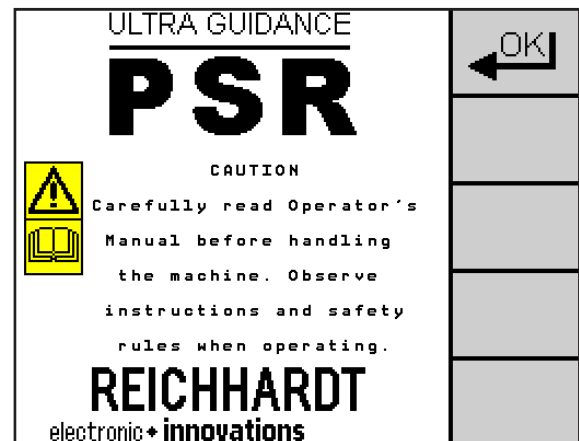 ULTRA GUIDANCE
OK
PSR
CAUTION
Carefully read Operator's
Manual before handling
the machine. Observe
instructions and safety
rules when operating.
REICHHARDT
electronic+innovations